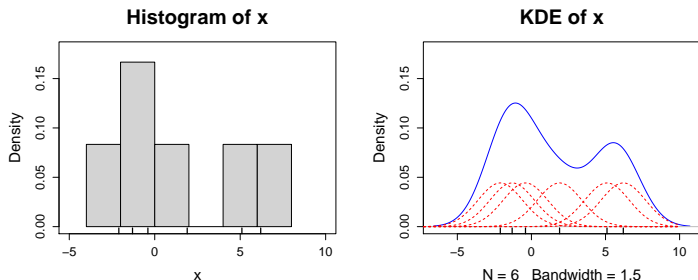 Histogram of x
Density
0.00 0.05 0.10 0.15
-5 0 5 10
x
KDE of x
Density
0.00 0.05 0.10 0.15
-5 0 5 10
N = 6 Bandwidth = 1.5